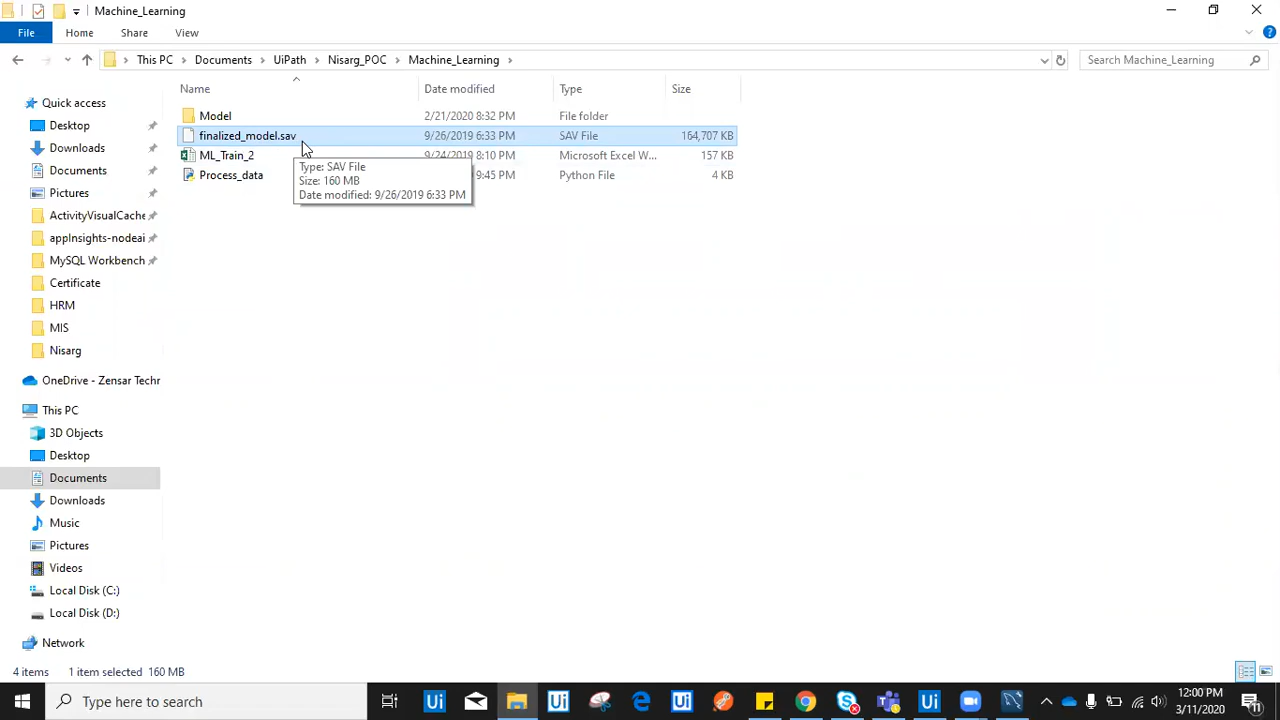 Machine_Learning
File Home Share View
This PC Documents UiPath Nisarg_POC Machine_Learning
Search Machine_Learning
Name Date modified Type Size
Model 2/21/2020 8:32 PM File folder
finalized_model.sav 9/26/2019 6:33 PM SAV File 164,707 KB
ML_Train_2 9/24/2019 8:10 PM Microsoft Excel W... 157 KB
Process_data 9:45 PM Python File 4 KB
Type: SAV File
Size: 160 MB
Date modified: 9/26/2019 6:33 PM
Quick access
Desktop
Downloads
Documents
Pictures
ActivityVisualCache
appInsights-nodeai
MySQL Workbench
Certificate
HRM
MIS
Nisarg
OneDrive - Zensar Techr
This PC
3D Objects
Desktop
Documents
Downloads
Music
Pictures
Videos
Local Disk (C:)
Local Disk (D:)
Network
4 items 1 item selected 160 MB
Type here to search
12:00 PM
3/11/2020
11